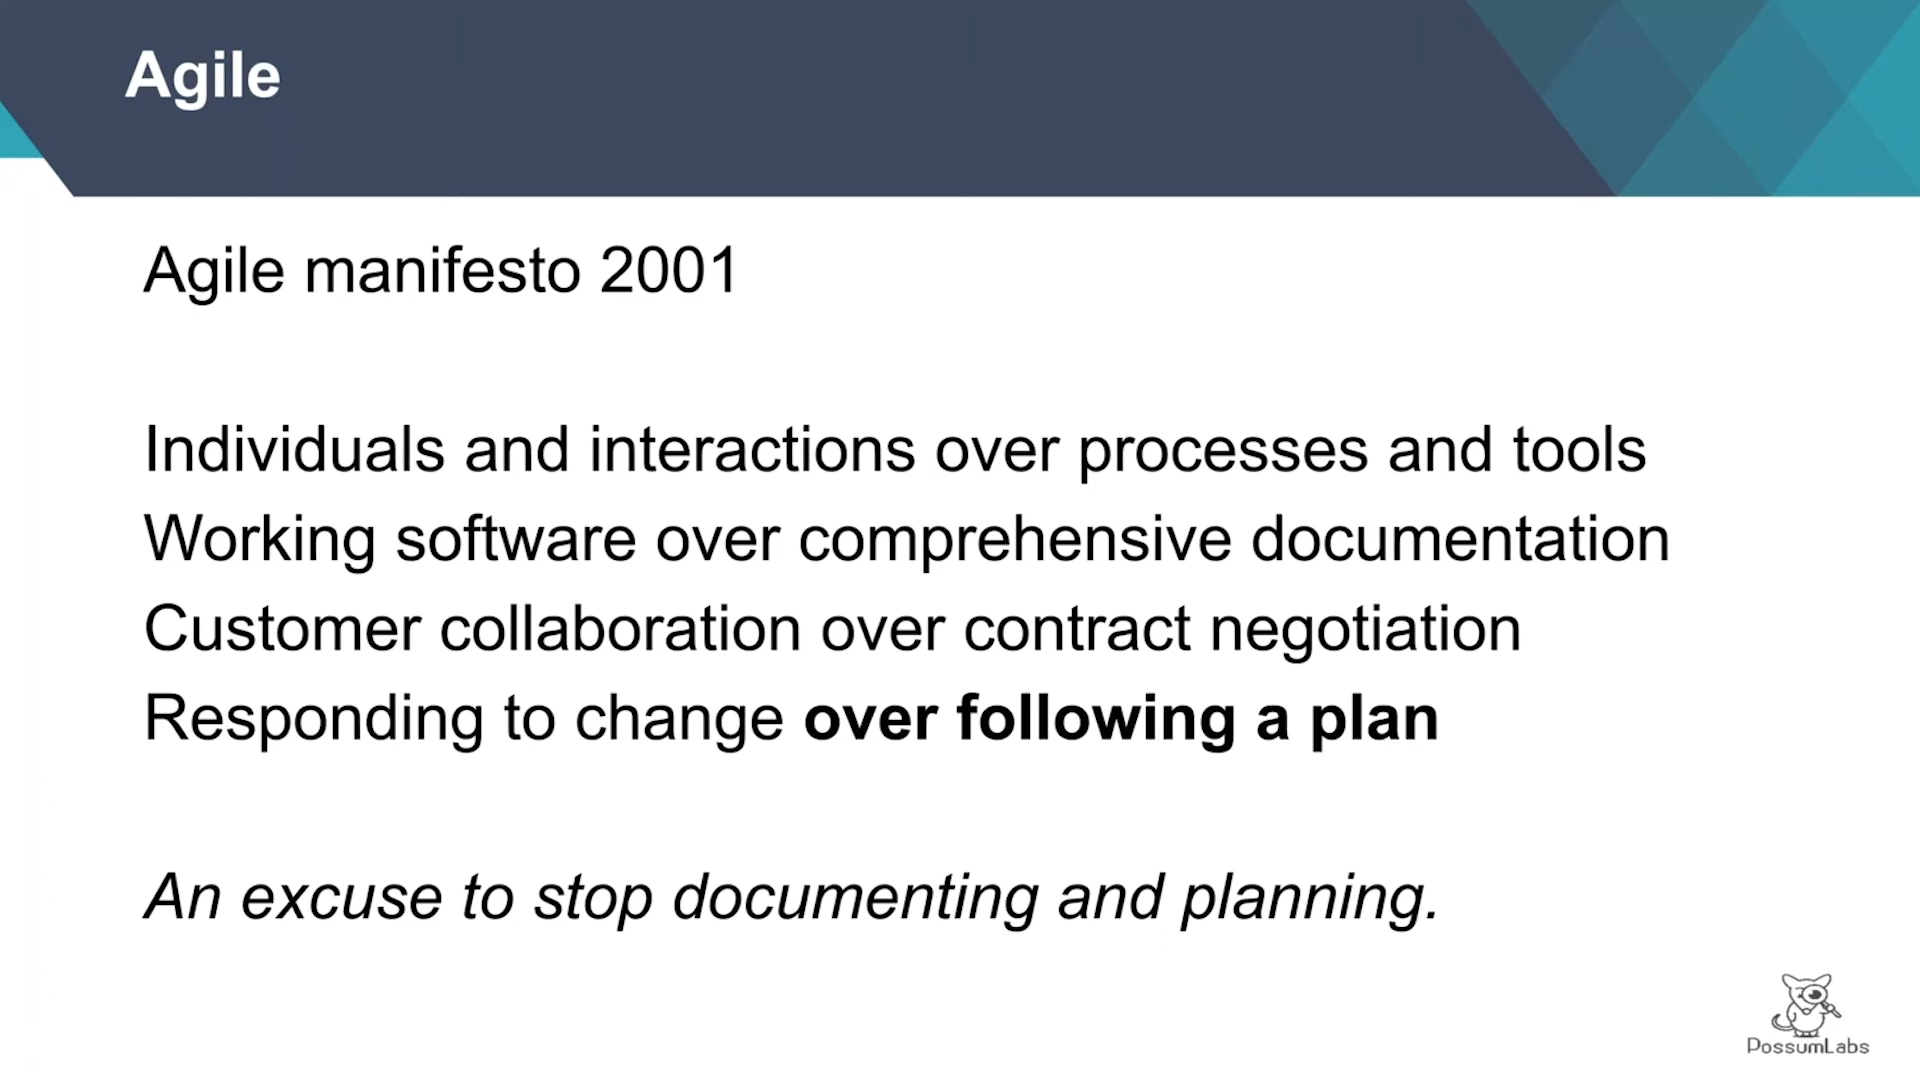 Agile
Agile manifesto 2001
Individuals and interactions over processes and tools
Working software over comprehensive documentation
Customer collaboration over contract negotiation
Responding to change over following a plan
An excuse to stop documenting and planning.
PossumLabs